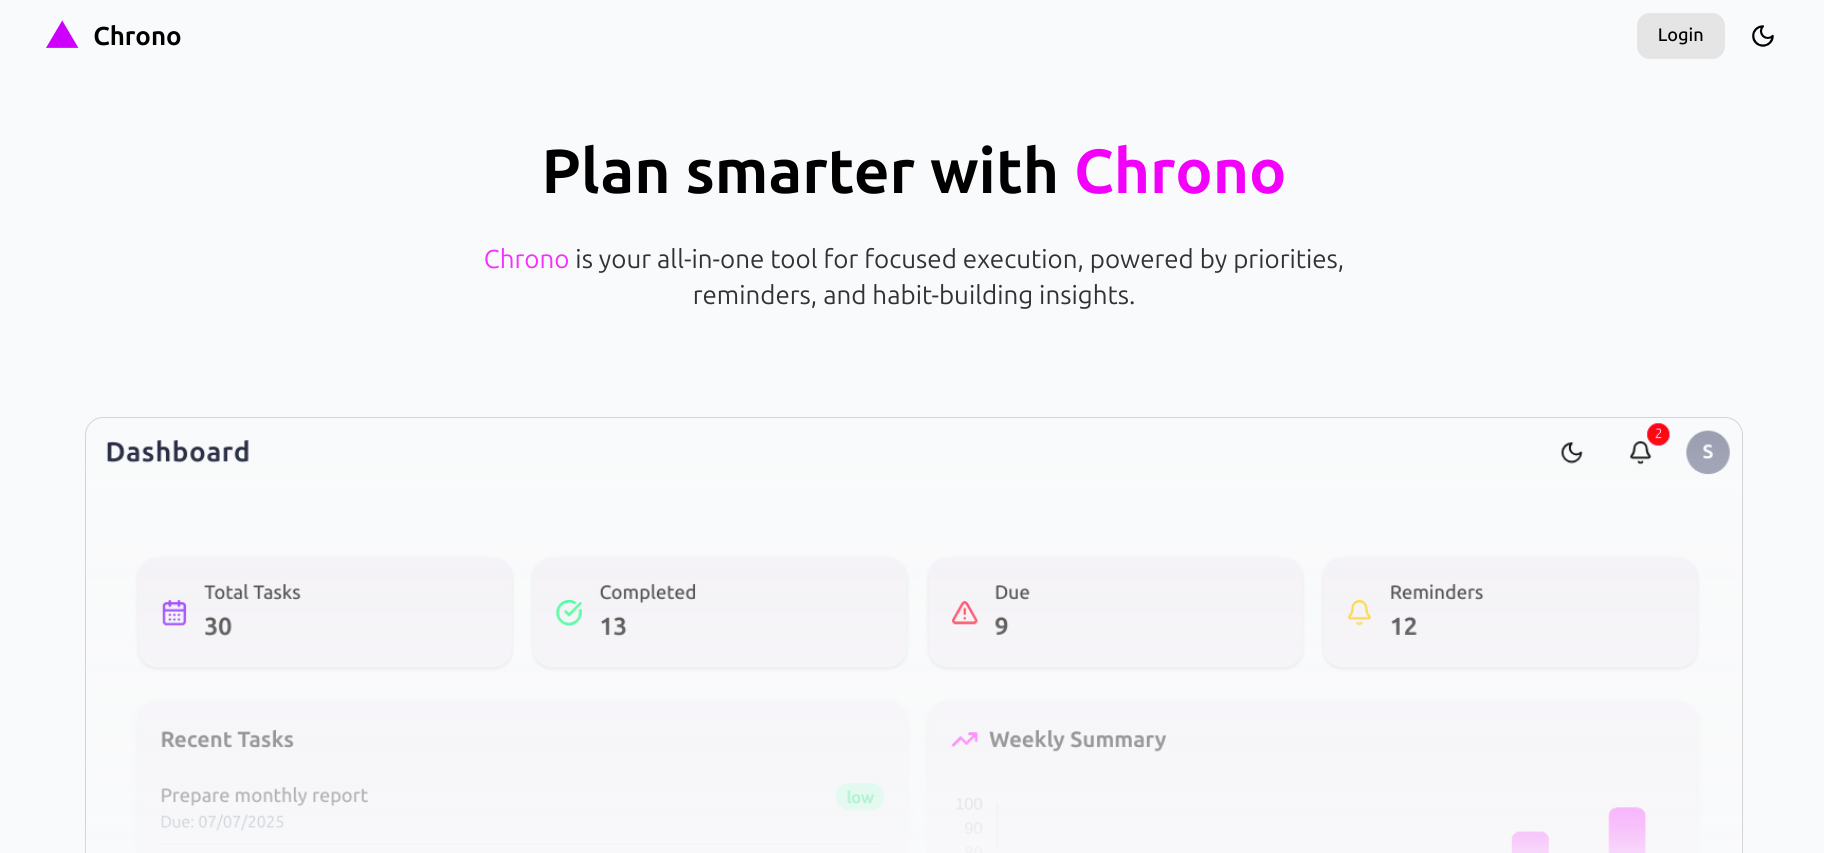 Chrono
Login
Plan smarter with Chrono
Chrono is your all-in-one tool for focused execution, powered by priorities,
reminders, and habit-building insights.
Dashboard
2
S
Total Tasks
30
Completed
13
Due
9
Reminders
12
Recent Tasks
Prepare monthly report
low
Due: 07/07/2025
Weekly Summary
100
90
80